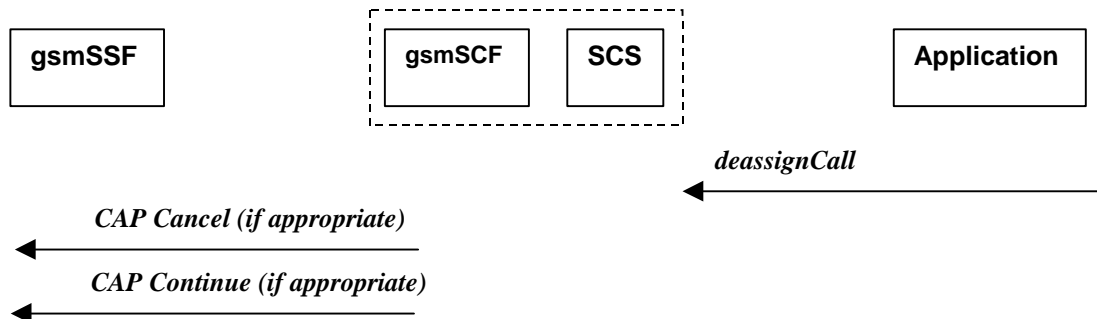 gsmSSF
gsmSCF
SCS
Application
deassignCall
CAP Cancel (if appropriate)
CAP Continue (if appropriate)